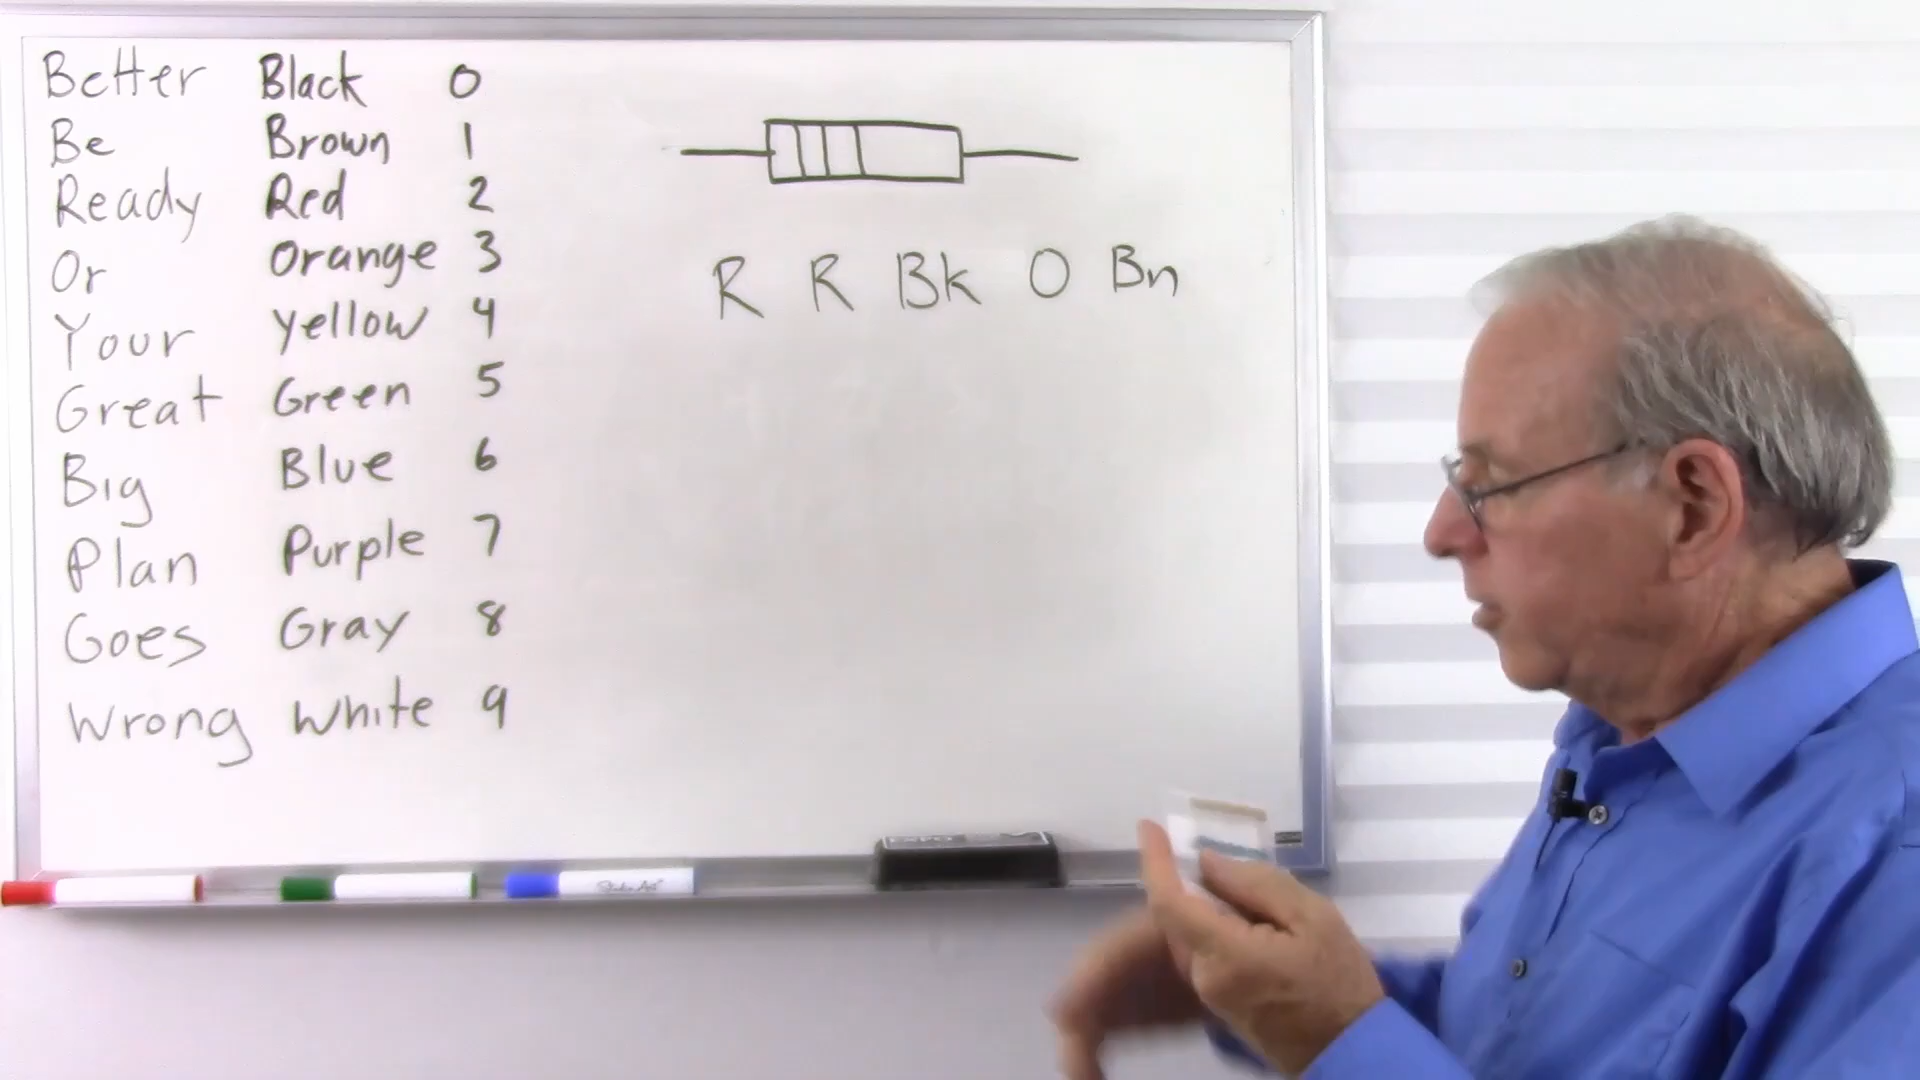 Better Black 0
Be Brown 1
Ready Red 2
Or Orange 3
Your Yellow 4
Great Green 5
Big Blue 6
Plan Purple 7
Goes Gray 8
Wrong White 9
R R Bk O Bn
EXPO